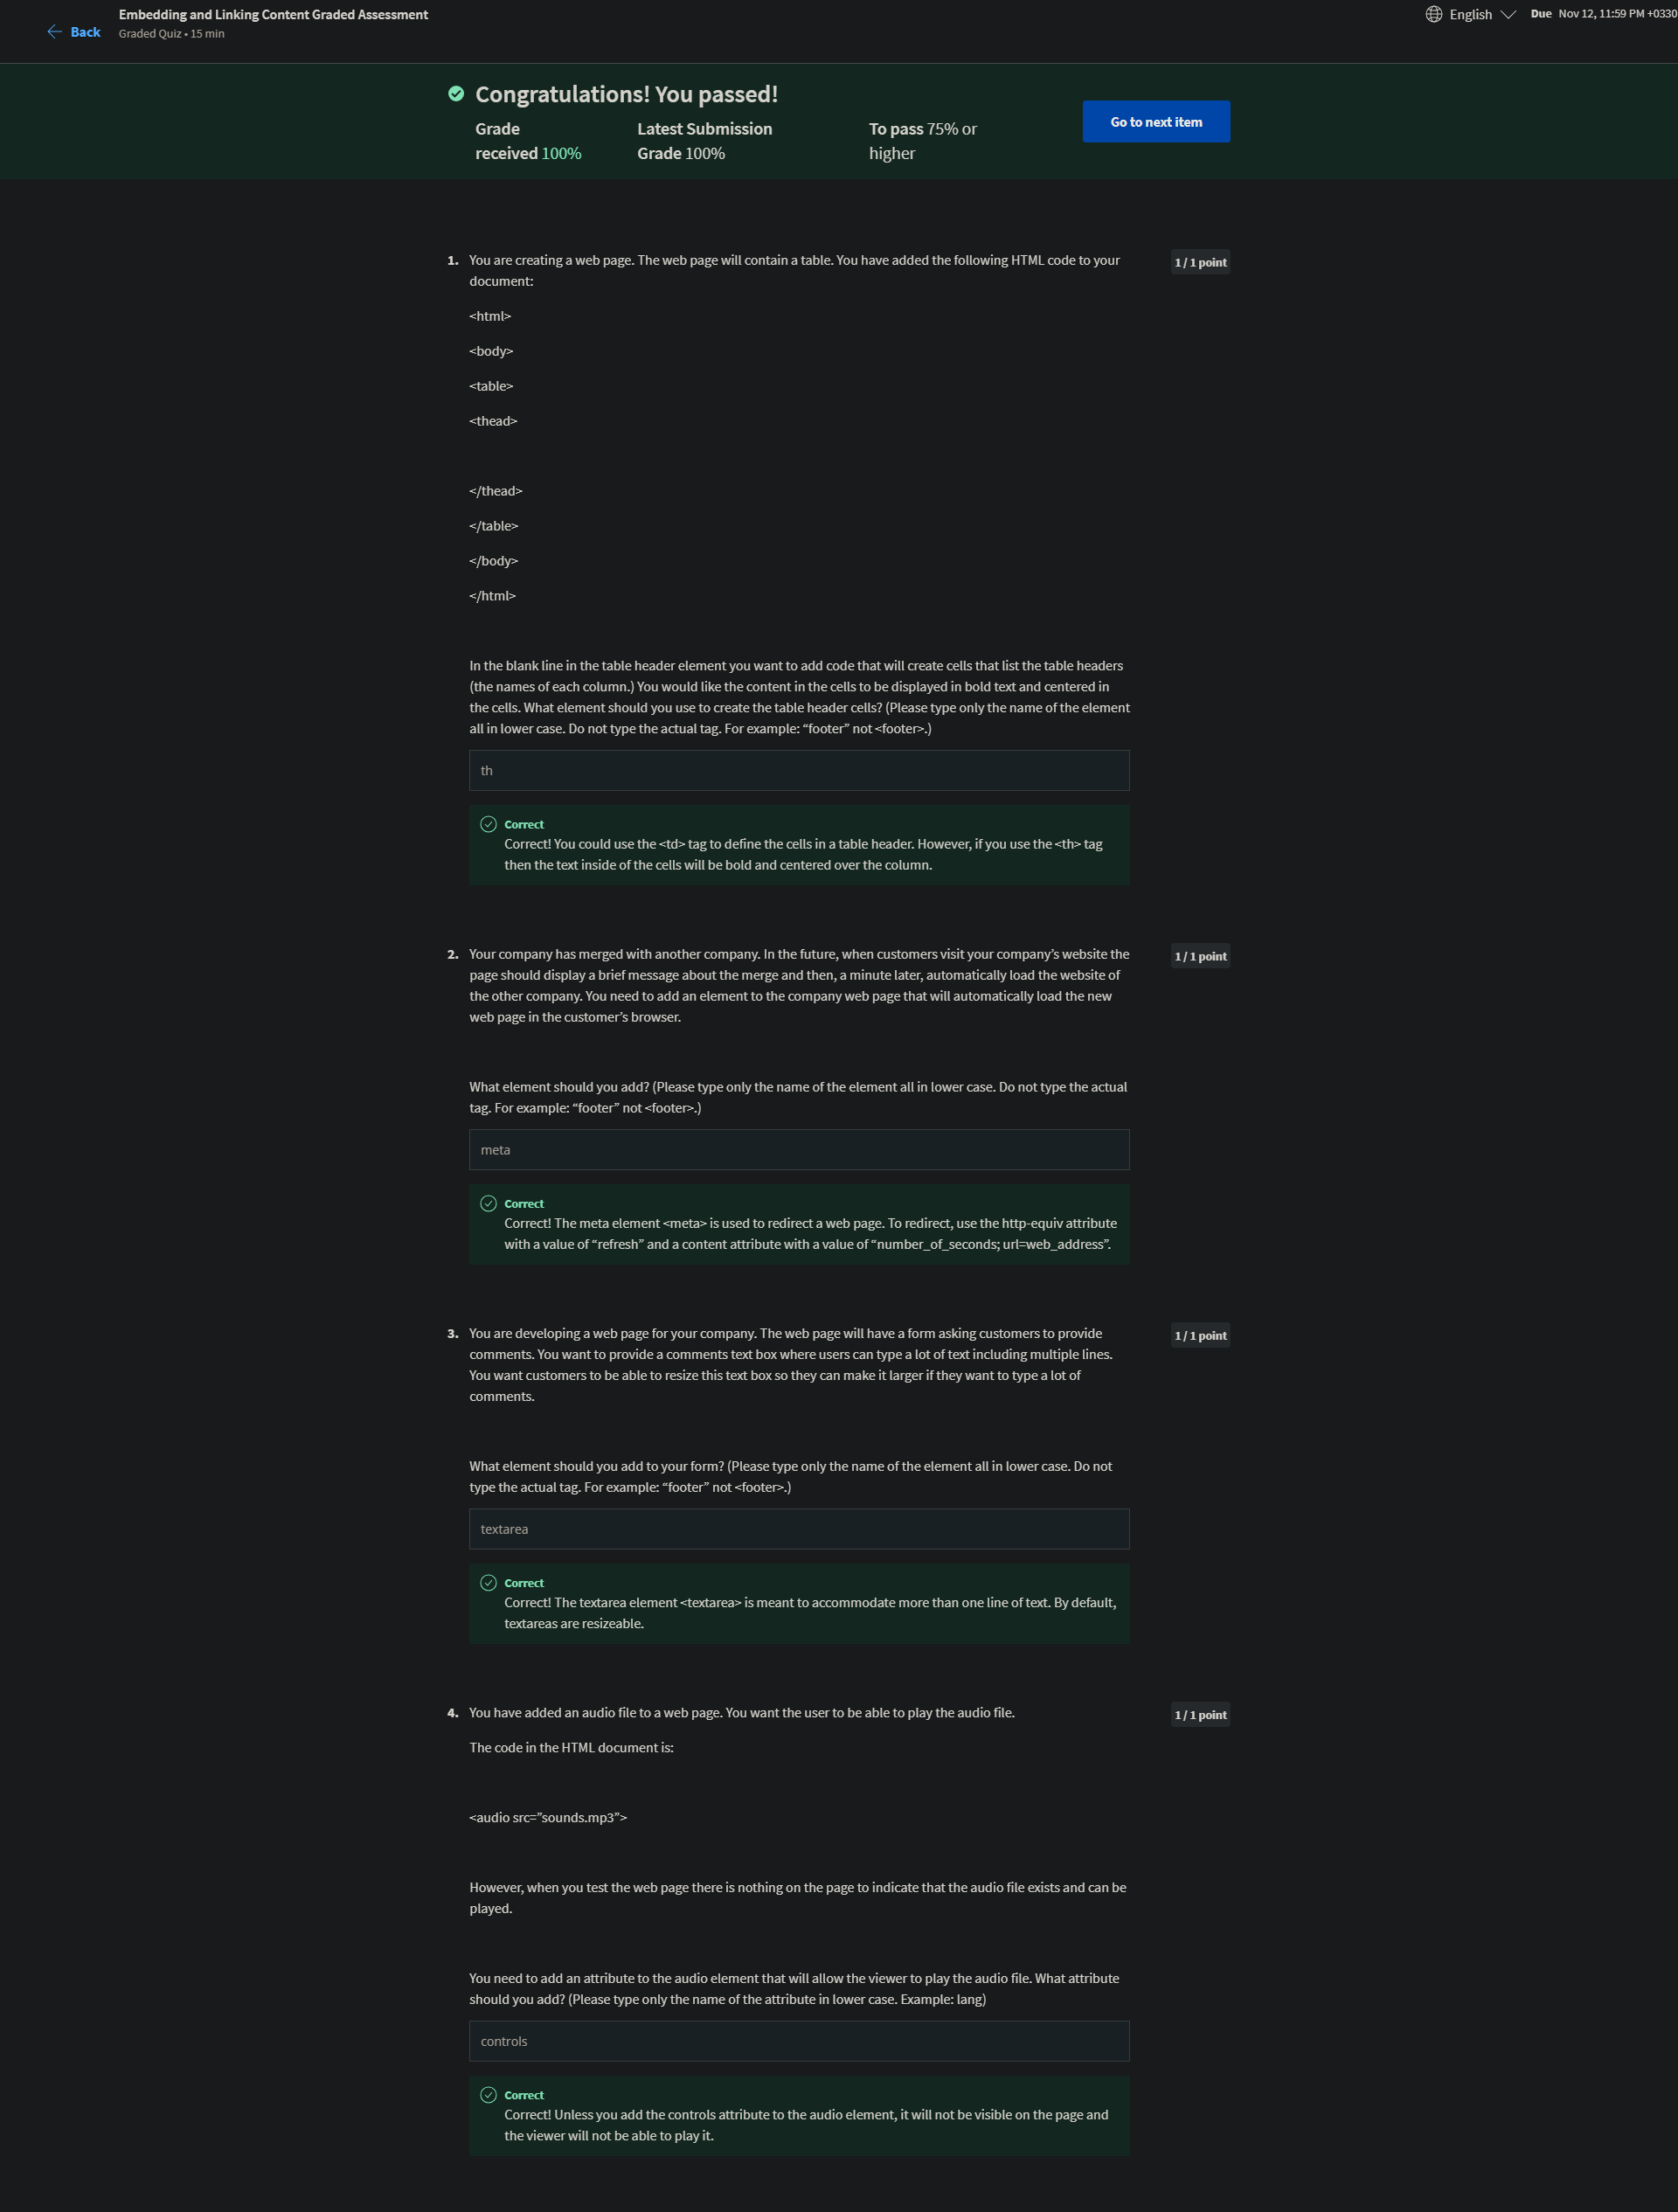 Back
Embedding and Linking Content Graded Assessment
Graded Quiz • 15 min
English
Due Nov 12, 11:59 PM +0330
Congratulations! You passed!
Grade
received 100%
Latest Submission
Grade 100%
To pass 75% or
higher
Go to next item
1. You are creating a web page. The web page will contain a table. You have added the following HTML code to your
document:
1 / 1 point
<html>
<body>
<table>
<thead>
</thead>
</table>
</body>
</html>
In the blank line in the table header element you want to add code that will create cells that list the table headers
(the names of each column.) You would like the content in the cells to be displayed in bold text and centered in
the cells. What element should you use to create the table header cells? (Please type only the name of the element
all in lower case. Do not type the actual tag. For example: “footer” not <footer>.)
th
Correct
Correct! You could use the <td> tag to define the cells in a table header. However, if you use the <th> tag
then the text inside of the cells will be bold and centered over the column.
2. Your company has merged with another company. In the future, when customers visit your company’s website the
page should display a brief message about the merge and then, a minute later, automatically load the website of
the other company. You need to add an element to the company web page that will automatically load the new
web page in the customer’s browser.
1 / 1 point
What element should you add? (Please type only the name of the element all in lower case. Do not type the actual
tag. For example: “footer” not <footer>.)
meta
Correct
Correct! The meta element <meta> is used to redirect a web page. To redirect, use the http-equiv attribute
with a value of “refresh” and a content attribute with a value of “number_of_seconds; url=web_address”.
3. You are developing a web page for your company. The web page will have a form asking customers to provide
comments. You want to provide a comments text box where users can type a lot of text including multiple lines.
You want customers to be able to resize this text box so they can make it larger if they want to type a lot of
comments.
1 / 1 point
What element should you add to your form? (Please type only the name of the element all in lower case. Do not
type the actual tag. For example: “footer” not <footer>.)
textarea
Correct
Correct! The textarea element <textarea> is meant to accommodate more than one line of text. By default,
textareas are resizeable.
4. You have added an audio file to a web page. You want the user to be able to play the audio file.
1 / 1 point
The code in the HTML document is:
<audio src=”sounds.mp3”>
However, when you test the web page there is nothing on the page to indicate that the audio file exists and can be
played.
You need to add an attribute to the audio element that will allow the viewer to play the audio file. What attribute
should you add? (Please type only the name of the attribute in lower case. Example: lang)
controls
Correct
Correct! Unless you add the controls attribute to the audio element, it will not be visible on the page and
the viewer will not be able to play it.